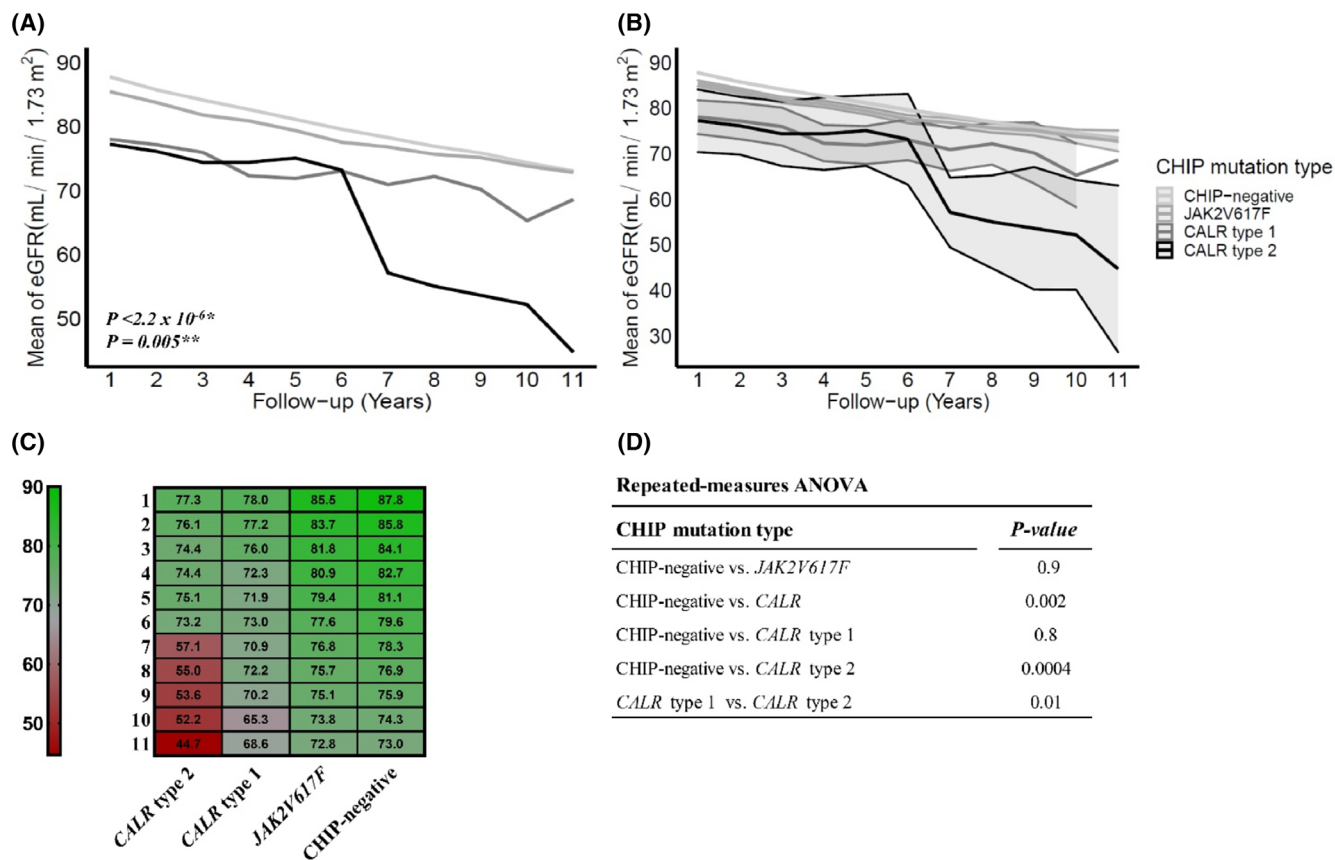 (A)
Mean of eGFR(mL/ min/ 1.73 m²)
90
80
70
60
50
P <2.2 x 10⁻⁶*
P = 0.005**
1 2 3 4 5 6 7 8 9 10 11
Follow−up (Years)
(B)
Mean of eGFR(mL/ min/ 1.73 m²)
90
80
70
60
50
40
30
1 2 3 4 5 6 7 8 9 10 11
Follow−up (Years)
CHIP mutation type
CHIP−negative
JAK2V617F
CALR type 1
CALR type 2
(C)
90
80
70
60
50
1 77.3 78.0 85.5 87.8
2 76.1 77.2 83.7 85.8
3 74.4 76.0 81.8 84.1
4 74.4 72.3 80.9 82.7
5 75.1 71.9 79.4 81.1
6 73.2 73.0 77.6 79.6
7 57.1 70.9 76.8 78.3
8 55.0 72.2 75.7 76.9
9 53.6 70.2 75.1 75.9
10 52.2 65.3 73.8 74.3
11 44.7 68.6 72.8 73.0
CALR type 2
CALR type 1
JAK2V617F
CHIP-negative
(D)
Repeated-measures ANOVA
CHIP mutation type P-value
CHIP-negative vs. JAK2V617F 0.9
CHIP-negative vs. CALR 0.002
CHIP-negative vs. CALR type 1 0.8
CHIP-negative vs. CALR type 2 0.0004
CALR type 1 vs. CALR type 2 0.01